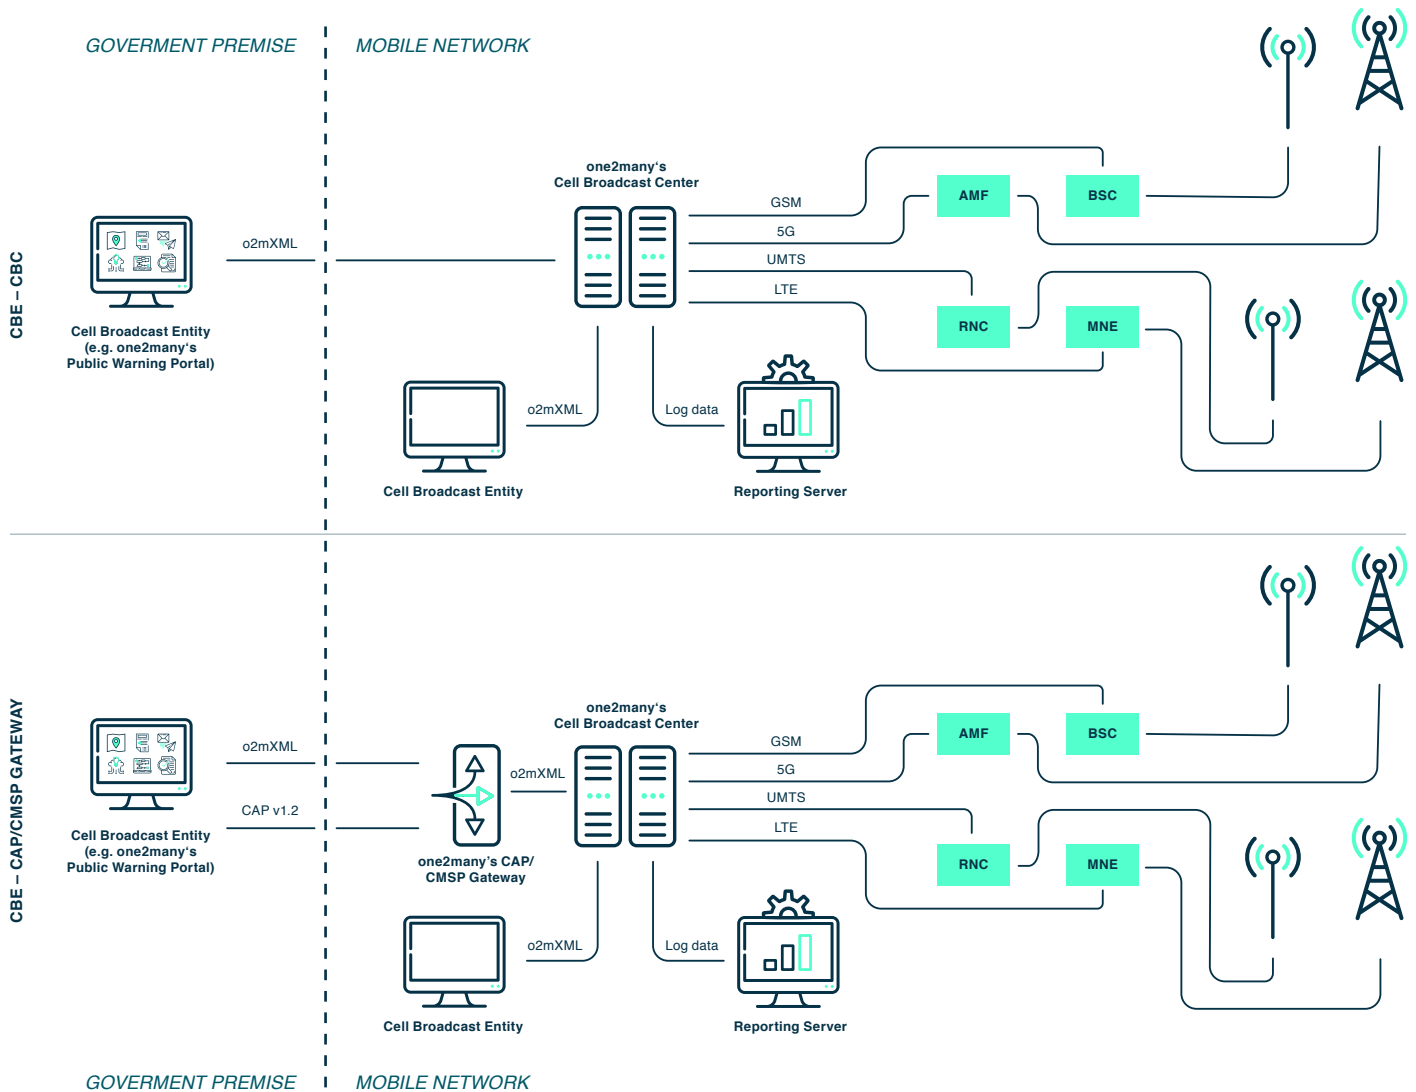 GOVERMENT PREMISE
MOBILE NETWORK
CBE – CBC
one2many‘s
Cell Broadcast Center
o2mXML
GSM
5G
UMTS
LTE
AMF
BSC
RNC
MNE
Cell Broadcast Entity
(e.g. one2many‘s
Public Warning Portal)
o2mXML
Log data
Cell Broadcast Entity
Reporting Server
CBE – CAP/CMSP GATEWAY
one2many‘s
Cell Broadcast Center
o2mXML
CAP v1.2
o2mXML
GSM
5G
UMTS
LTE
AMF
BSC
RNC
MNE
Cell Broadcast Entity
(e.g. one2many‘s
Public Warning Portal)
one2many’s CAP/
CMSP Gateway
o2mXML
Log data
Cell Broadcast Entity
Reporting Server
GOVERMENT PREMISE
MOBILE NETWORK